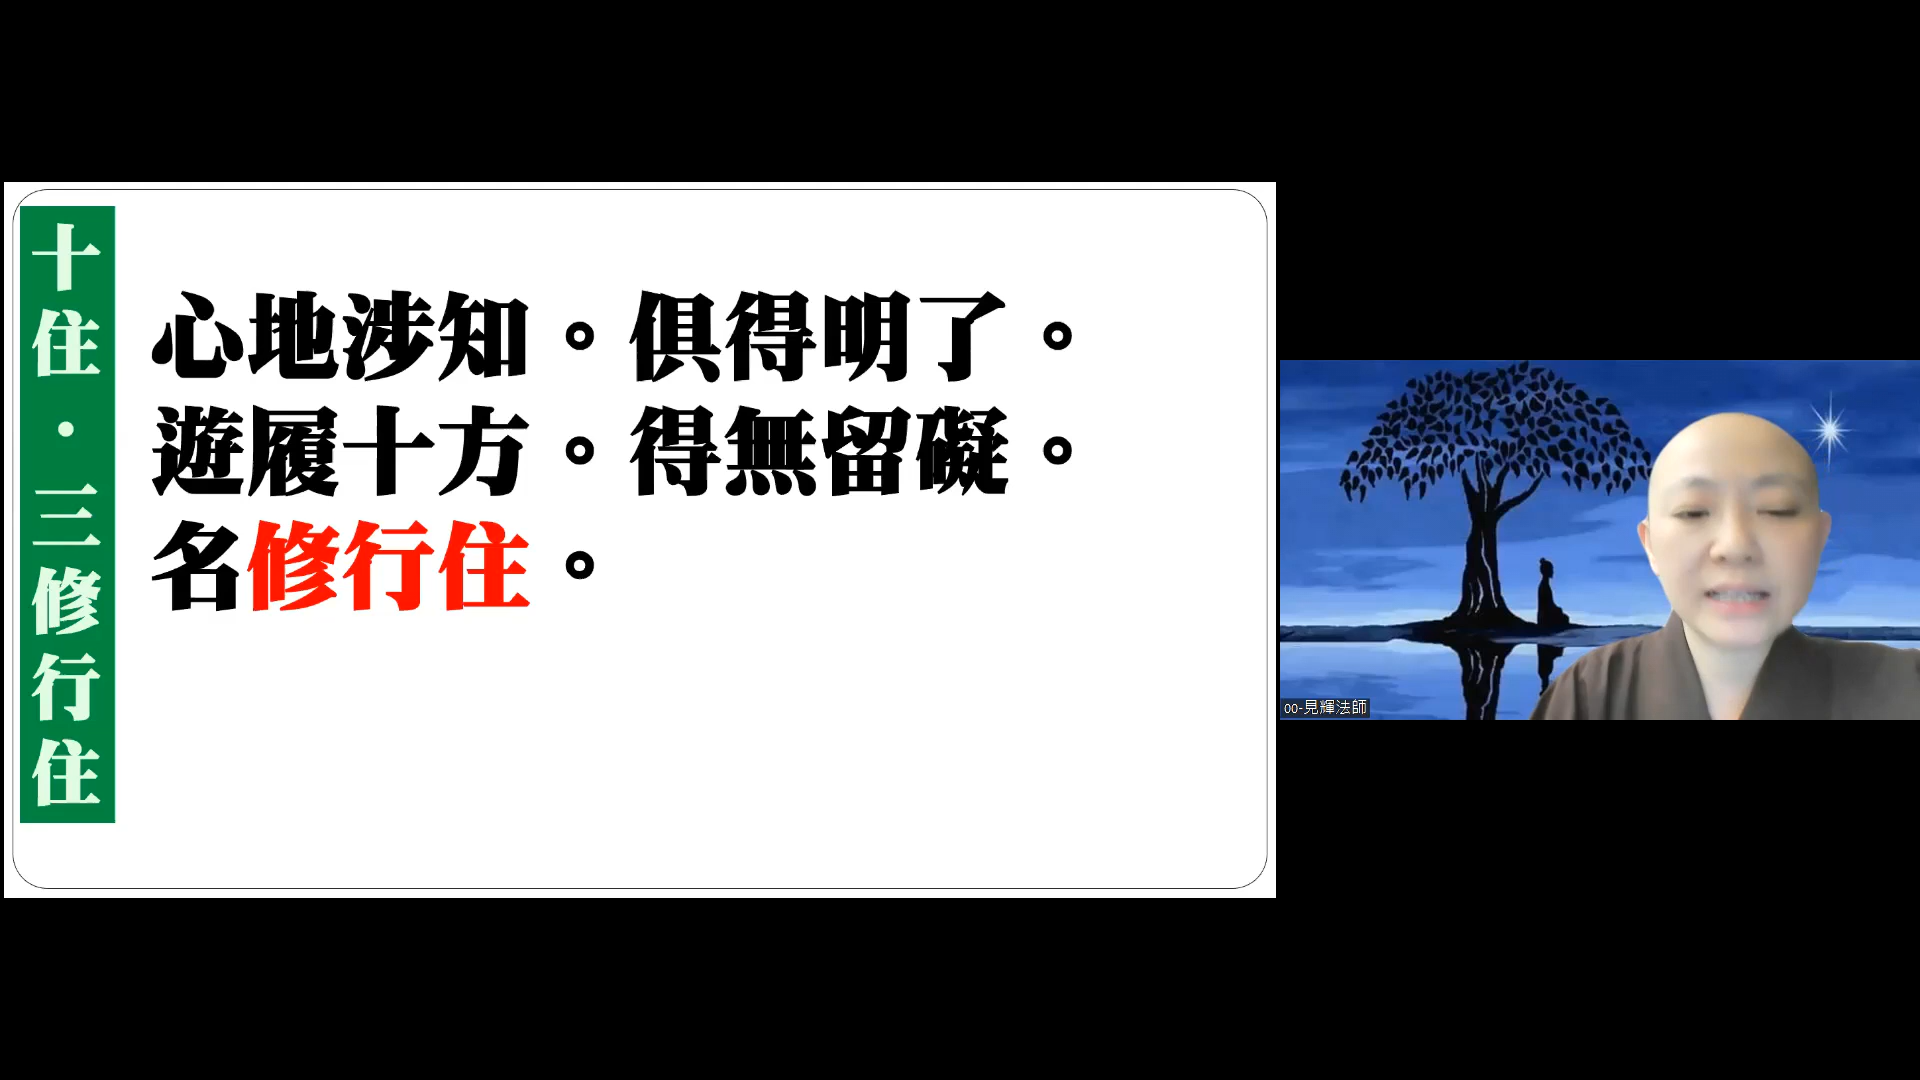 十住·三修行住
心地涉知。俱得明了。
遊履十方。得無留礙。
名修行住。
oo-見輝法師